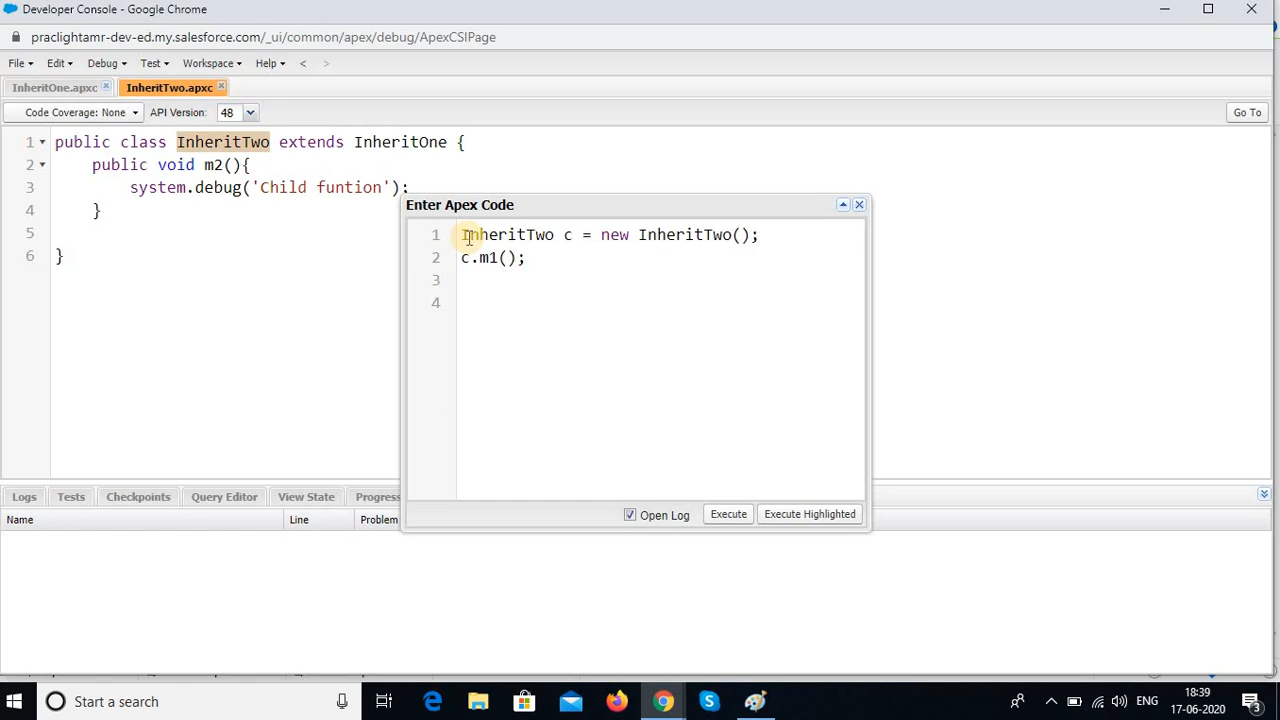 Developer Console - Google Chrome
praclightamr-dev-ed.my.salesforce.com/_ui/common/apex/debug/ApexCSIPage
File Edit Debug Test Workspace Help < >
InheritOne.apxc InheritTwo.apxc
Code Coverage: None API Version: 48 Go To
1 public class InheritTwo extends InheritOne {
2 public void m2(){
3 system.debug('Child funtion');
4 }
5
6 }
Enter Apex Code
1 InheritTwo c = new InheritTwo();
2 c.m1();
3
4
Open Log Execute Execute Highlighted
Logs Tests Checkpoints Query Editor View State Progress
Name Line Problem
Start a search
ENG
18:39
17-06-2020
3